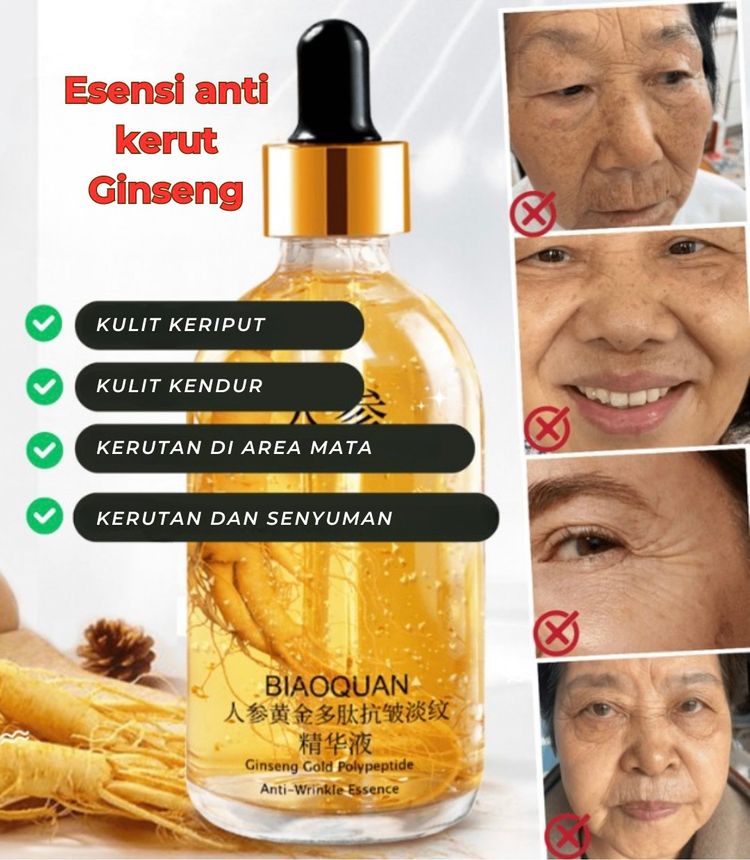 Esensi anti
kerut
Ginseng
KULIT KERIPUT
KULIT KENDUR
KERUTAN DI AREA MATA
KERUTAN DAN SENYUMAN
BIAOQUAN
人参黄金多肽抗皱淡纹
精华液
Ginseng Gold Polypeptide
Anti-Wrinkle Essence